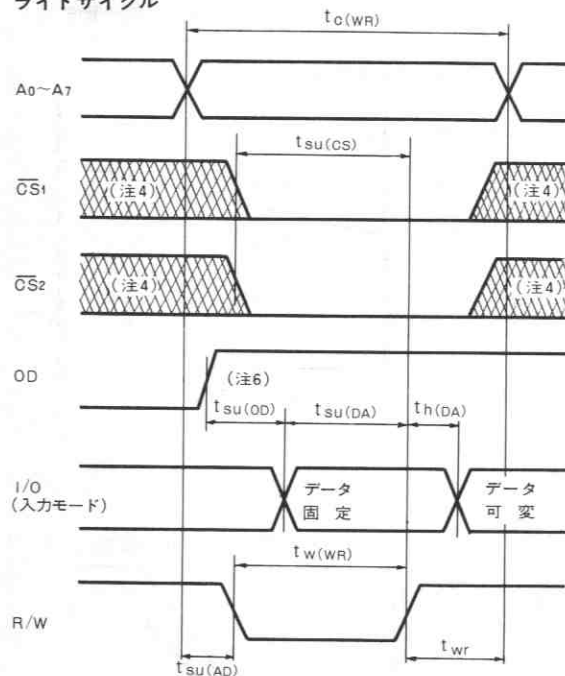 ライトサイクル
tc(WR)
A0～A7
tsu(CS)
CS1
(注4)
(注4)
CS2
(注4)
(注4)
OD
(注6)
tsu(OD)
tsu(DA)
th(DA)
I/O
(入力モード)
データ
固定
データ
可変
tw(WR)
R/W
tsu(AD)
twr